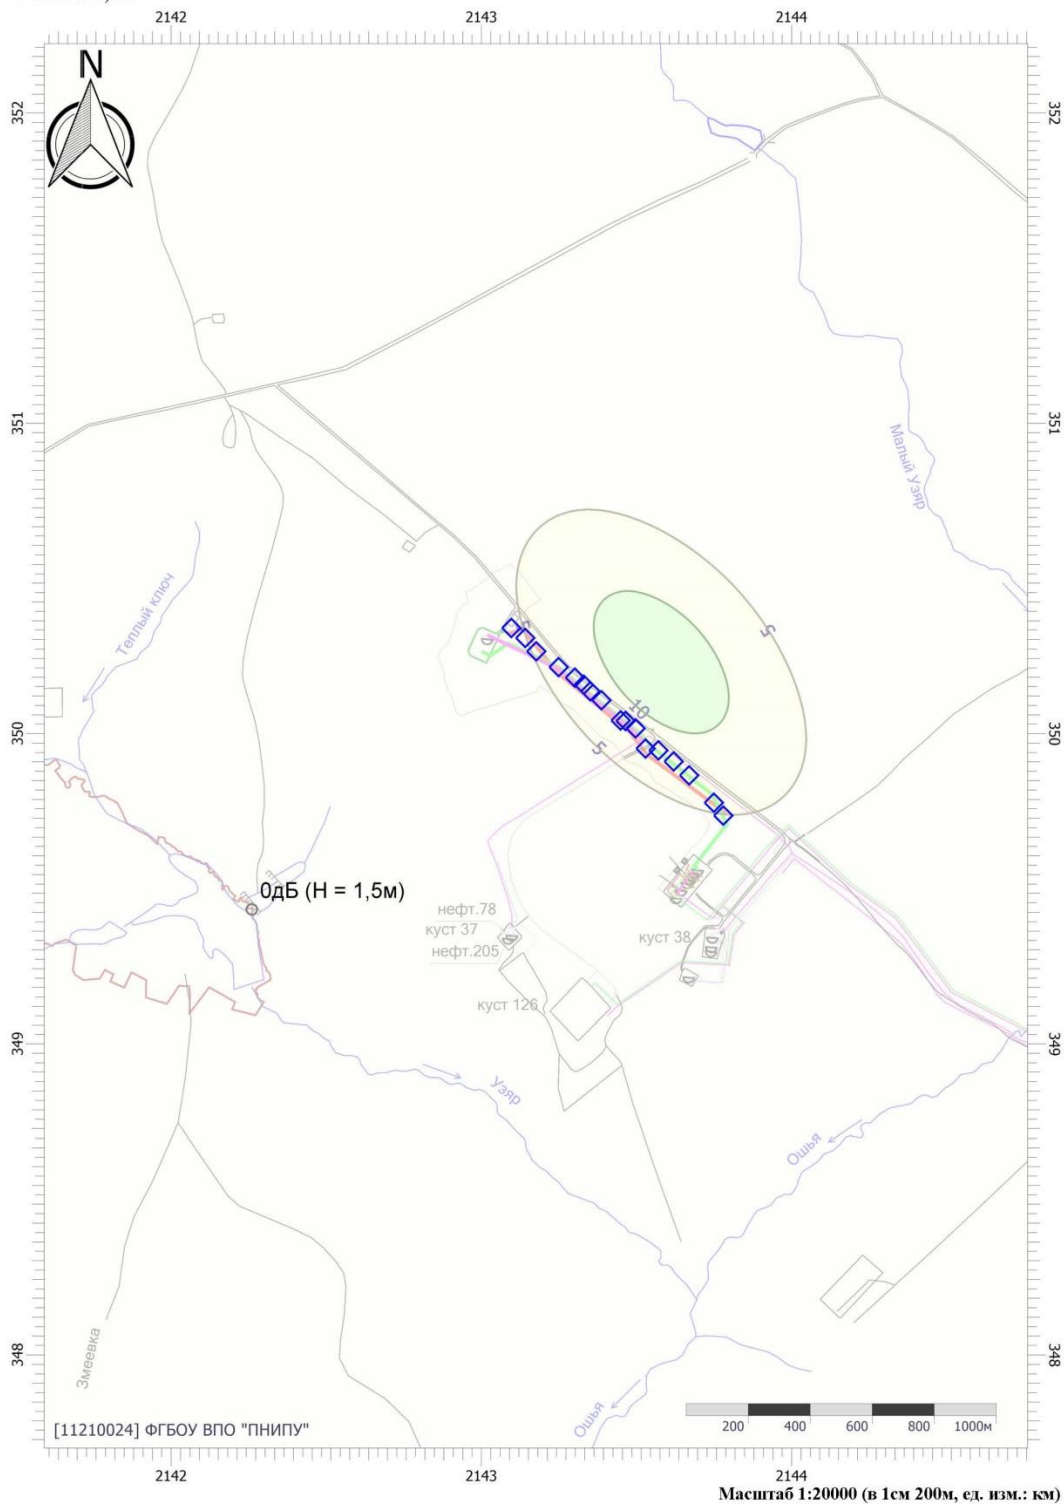 2142 2143 2144
N
352 352
351 351
Малый Узяр
Теплый ключ
5
10
350 350
5
0дБ (Н = 1,5м)
нефт.78
куст 37
куст 38
нефт.205
куст 126
349 349
Узяр
Ошья
348 348
Змеевка
Ошья
[11210024] ФГБОУ ВПО "ПНИПУ"
200 400 600 800 1000м
2142 2143 2144
Масштаб 1:20000 (в 1см 200м, ед. изм.: км)